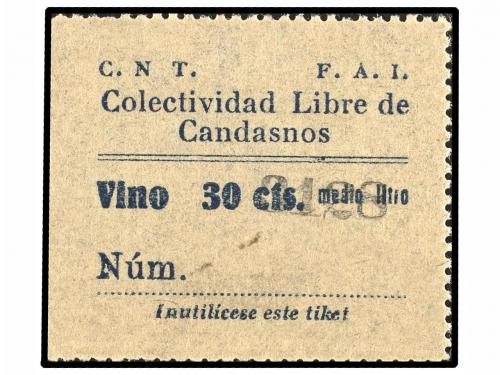 C. N T.   F. A. I.
Colectividad Libre de
Candasnos
Vino 30 cts. medio litro
Núm.
Inutilícese este tiket